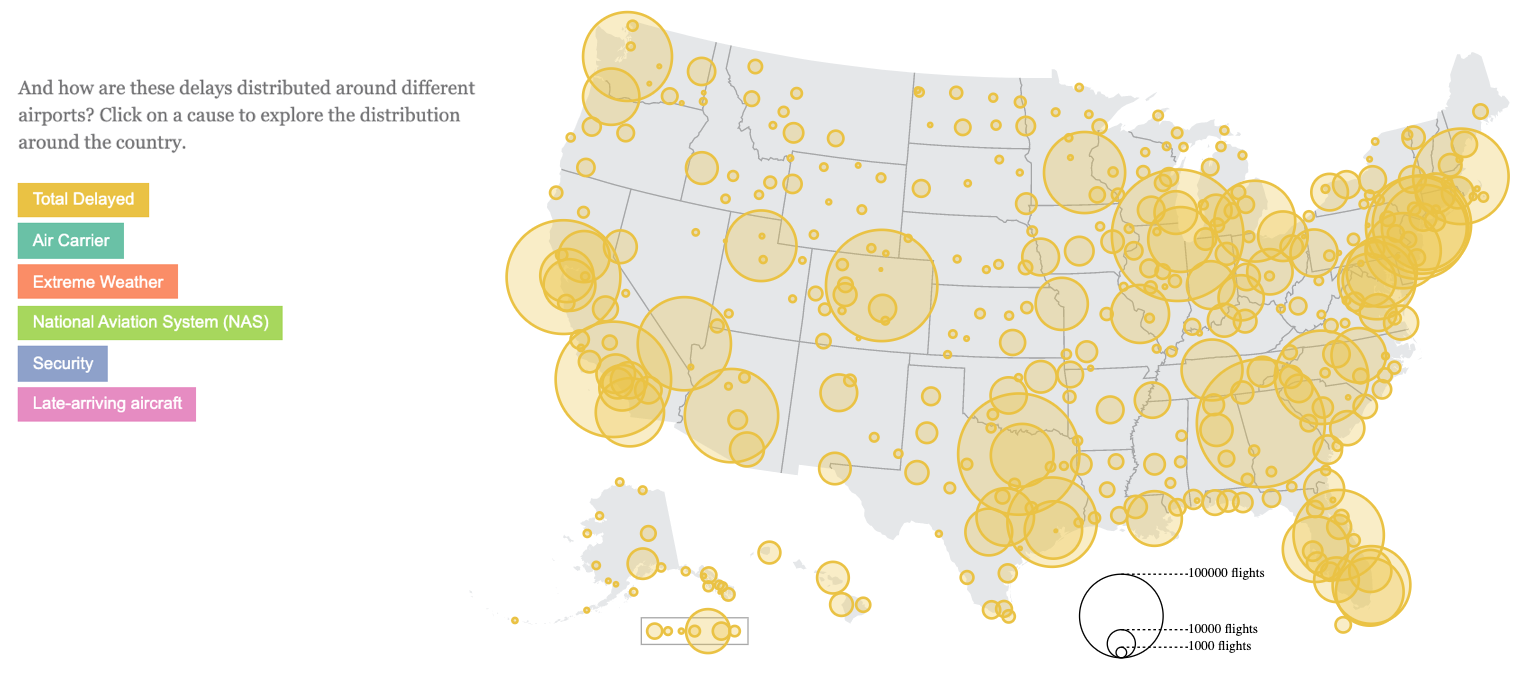 And how are these delays distributed around different
airports? Click on a cause to explore the distribution
around the country.
Total Delayed
Air Carrier
Extreme Weather
National Aviation System (NAS)
Security
Late-arriving aircraft
100000 flights
10000 flights
1000 flights